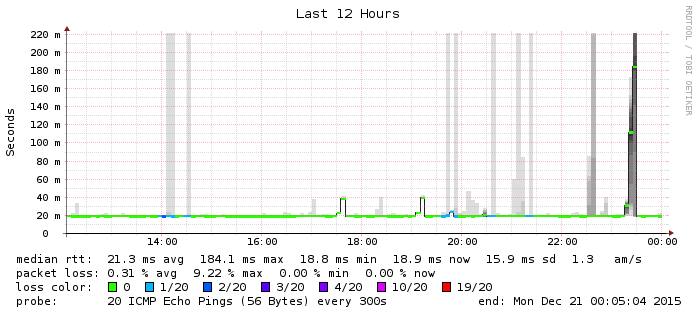 Last 12 Hours
RRDTOOL / TOBI OETIKER
Seconds
220 m
200 m
180 m
160 m
140 m
120 m
100 m
80 m
60 m
40 m
20 m
0
14:00 16:00 18:00 20:00 22:00 00:00
median rtt: 21.3 ms avg 184.1 ms max 18.8 ms min 18.9 ms now 15.9 ms sd 1.3 am/s
packet loss: 0.31 % avg 9.22 % max 0.00 % min 0.00 % now
loss color: 0 1/20 2/20 3/20 4/20 10/20 19/20
probe: 20 ICMP Echo Pings (56 Bytes) every 300s end: Mon Dec 21 00:05:04 2015